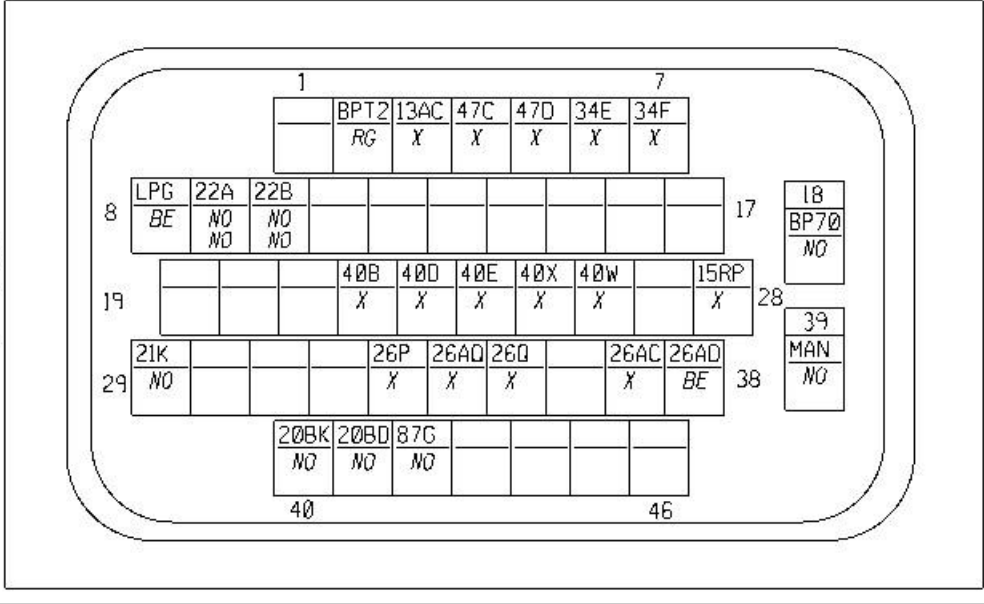 1 7
BPT2 13AC 47C 47D 34E 34F
RG X X X X X
8 LPG 22A 22B 17
BE NO NO
NO NO
18
BP70
NO
19 40B 40D 40E 40X 40W 15RP 28
X X X X X X
39
MAN
NO
29 21K 26P 26AQ 26Q 26AC 26AD 38
NO X X X X BE
20BK 20BD 87G
NO NO NO
40 46